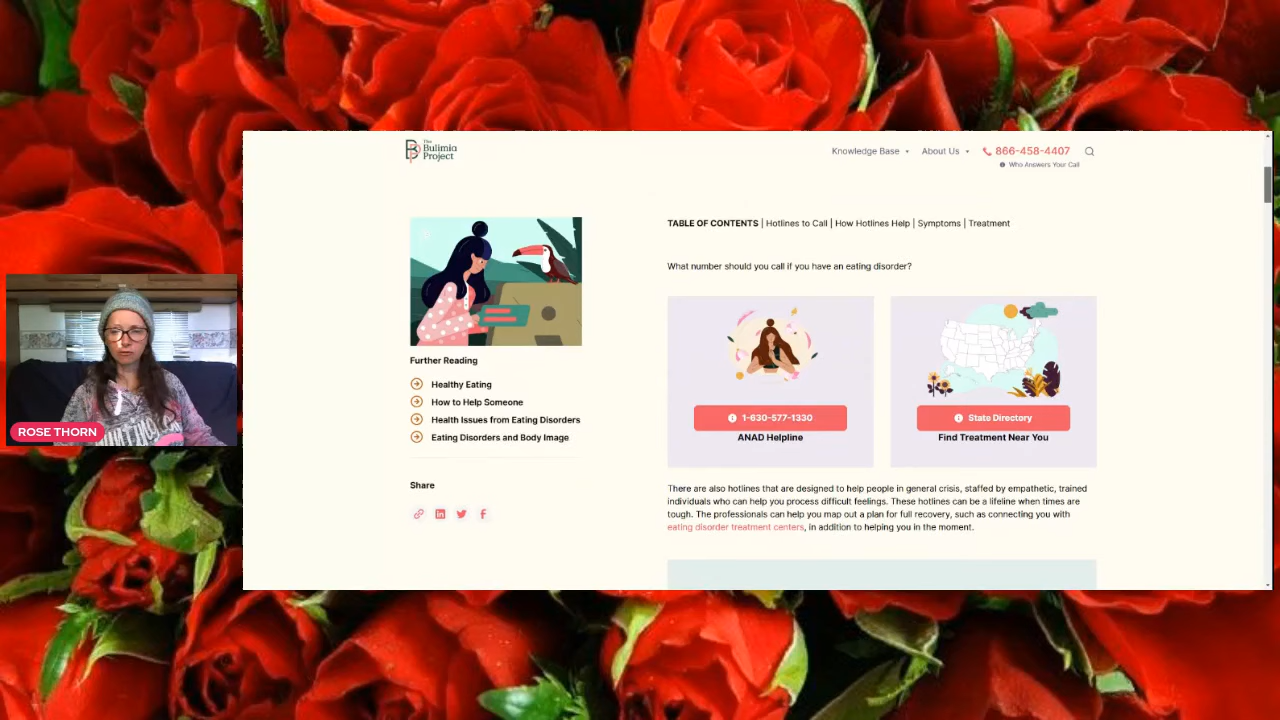 The
Bulimia
Project
Knowledge Base
About Us
866-458-4407
Who Answers Your Call
TABLE OF CONTENTS | Hotlines to Call | How Hotlines Help | Symptoms | Treatment
What number should you call if you have an eating disorder?
Further Reading
Healthy Eating
How to Help Someone
Health Issues from Eating Disorders
Eating Disorders and Body Image
Share
1-630-577-1330
ANAD Helpline
State Directory
Find Treatment Near You
There are also hotlines that are designed to help people in general crisis, staffed by empathetic, trained
individuals who can help you process difficult feelings. These hotlines can be a lifeline when times are
tough. The professionals can help you map out a plan for full recovery, such as connecting you with
eating disorder treatment centers, in addition to helping you in the moment.
ROSE THORN